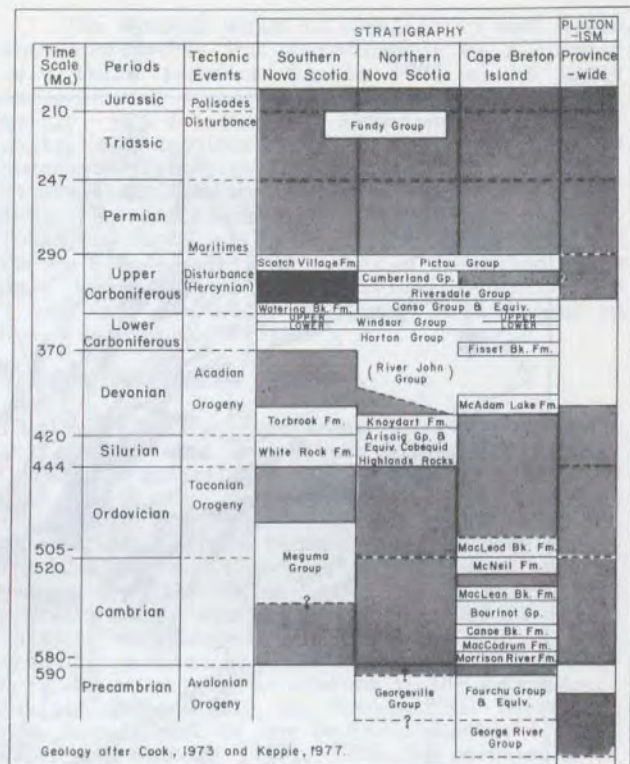 STRATIGRAPHY
PLUTON
-ISM
Time
Scale
(Ma)
Periods
Tectonic
Events
Southern
Nova Scotia
Northern
Nova Scotia
Cape Breton
Island
Province
-wide
Jurassic
Polisades
210
Disturbance
Fundy Group
Triassic
247
Permian
Maritimes
290
Scotch Village Fm.
Pictou Group
Upper
Carboniferous
Disturbance
(Hercynian)
Cumberland Gp.
Riversdale Group
Watering Bk. Fm.
Canso Group & Equiv.
Lower
Carboniferous
UPPER
LOWER
Windsor Group
UPPER
LOWER
Horton Group
370
Fisset Bk. Fm.
(River John)
Group
Devonian
Acadian
Orogeny
McAdam Lake Fm.
Torbrook Fm.
Knoydart Fm.
420
Silurian
White Rock Fm.
Arisaig Gp. &
Equiv. Cobequid
Highlands Rocks
444
Taconian
Orogeny
Ordovician
505-
520
MacLeod Bk. Fm.
McNeil Fm.
Meguma
Group
MacLean Bk. Fm.
?
Bourinot Gp.
Cambrian
Canoe Bk. Fm.
MacCodrum Fm.
580-
590
Morrison River Fm.
?
Precambrian
Avalonian
Orogeny
Georgeville
Group
Fourchu Group
& Equiv.
?
George River
Group
Geology after Cook, 1973 and Keppie, 1977.